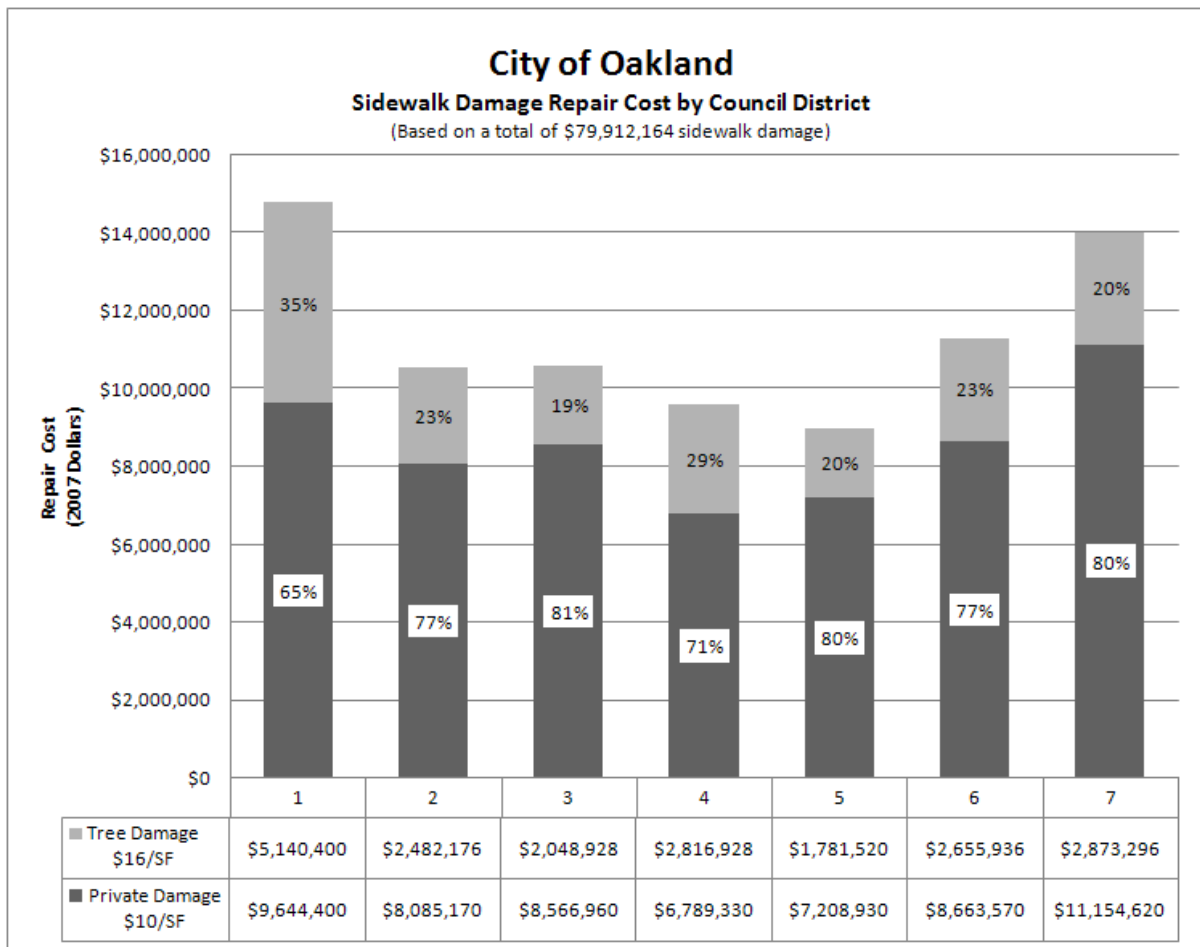 City of Oakland
Sidewalk Damage Repair Cost by Council District
(Based on a total of $79,912,164 sidewalk damage)
$16,000,000
$14,000,000
$12,000,000
$10,000,000
$8,000,000
$6,000,000
$4,000,000
$2,000,000
$0
Repair Cost
(2007 Dollars)
35%
23%
19%
29%
20%
23%
20%
65%
77%
81%
71%
80%
77%
80%
1 2 3 4 5 6 7
Tree Damage
$16/SF
$5,140,400 $2,482,176 $2,048,928 $2,816,928 $1,781,520 $2,655,936 $2,873,296
Private Damage
$10/SF
$9,644,400 $8,085,170 $8,566,960 $6,789,330 $7,208,930 $8,663,570 $11,154,620